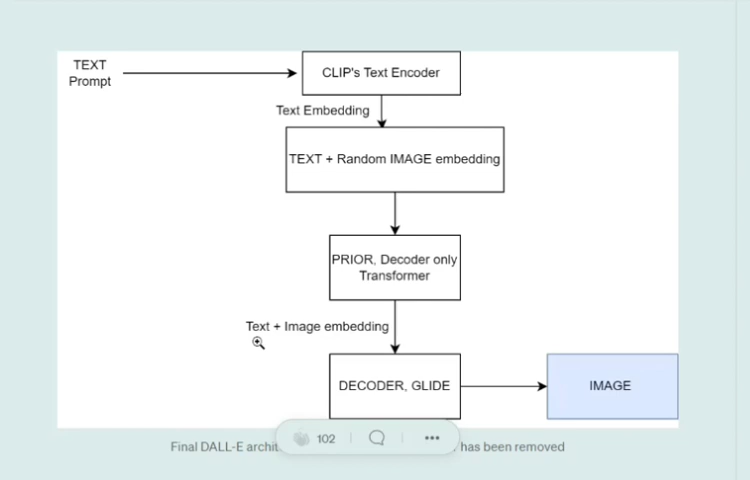 TEXT
Prompt
CLIP's Text Encoder
Text Embedding
TEXT + Random IMAGE embedding
PRIOR, Decoder only
Transformer
Text + Image embedding
DECODER, GLIDE
IMAGE
102
Final DALL-E has been removed